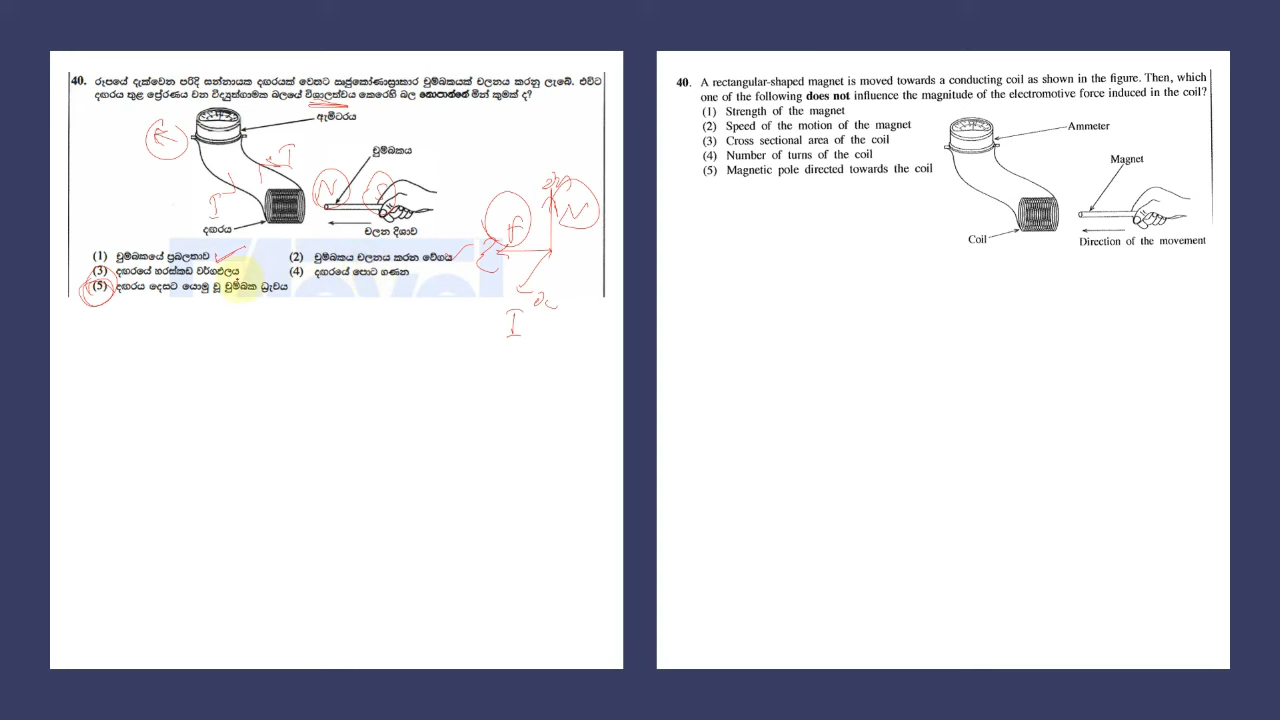 40. රූපයේ දැක්වෙන පරිදි සන්නායක දඟරයක් වෙතට ඍජුකෝණාස්‍රාකාර චුම්බකයක් චලනය කරනු ලැබේ. එවිට
දඟරය තුළ ප්‍රේරණය වන විද්‍යුත්ගාමක බලයේ විශාලත්වය කෙරෙහි බල නොපාන්නේ මින් කුමක් ද?
ඇමීටරය
චුම්බකය
දඟරය
චලන දිශාව
N
S
I
I
N
F
I
(1) චුම්බකයේ ප්‍රබලතාව
(2) චුම්බකය චලනය කරන වේගය
(3) දඟරයේ හරස්කඩ වර්ගඵලය
(4) දඟරයේ පොට ගණන
(5) දඟරය දෙසට යොමු වූ චුම්බක ධ්‍රැවය
40. A rectangular-shaped magnet is moved towards a conducting coil as shown in the figure. Then, which
one of the following does not influence the magnitude of the electromotive force induced in the coil?
(1) Strength of the magnet
(2) Speed of the motion of the magnet
(3) Cross sectional area of the coil
(4) Number of turns of the coil
(5) Magnetic pole directed towards the coil
Ammeter
Magnet
Coil
Direction of the movement